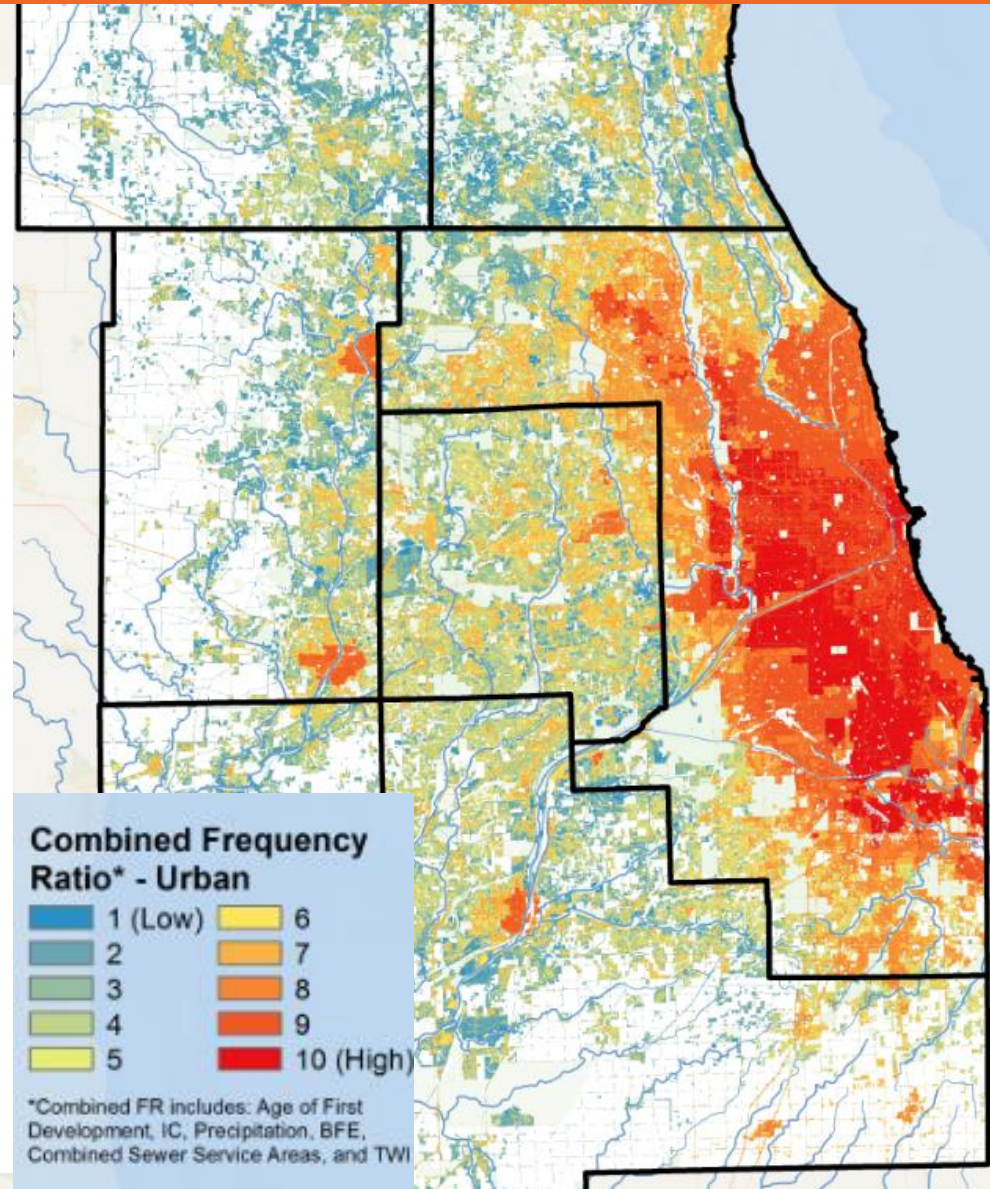 Combined Frequency
Ratio* - Urban
1 (Low)
2
3
4
5
6
7
8
9
10 (High)
*Combined FR includes: Age of First
Development, IC, Precipitation, BFE,
Combined Sewer Service Areas, and TWI